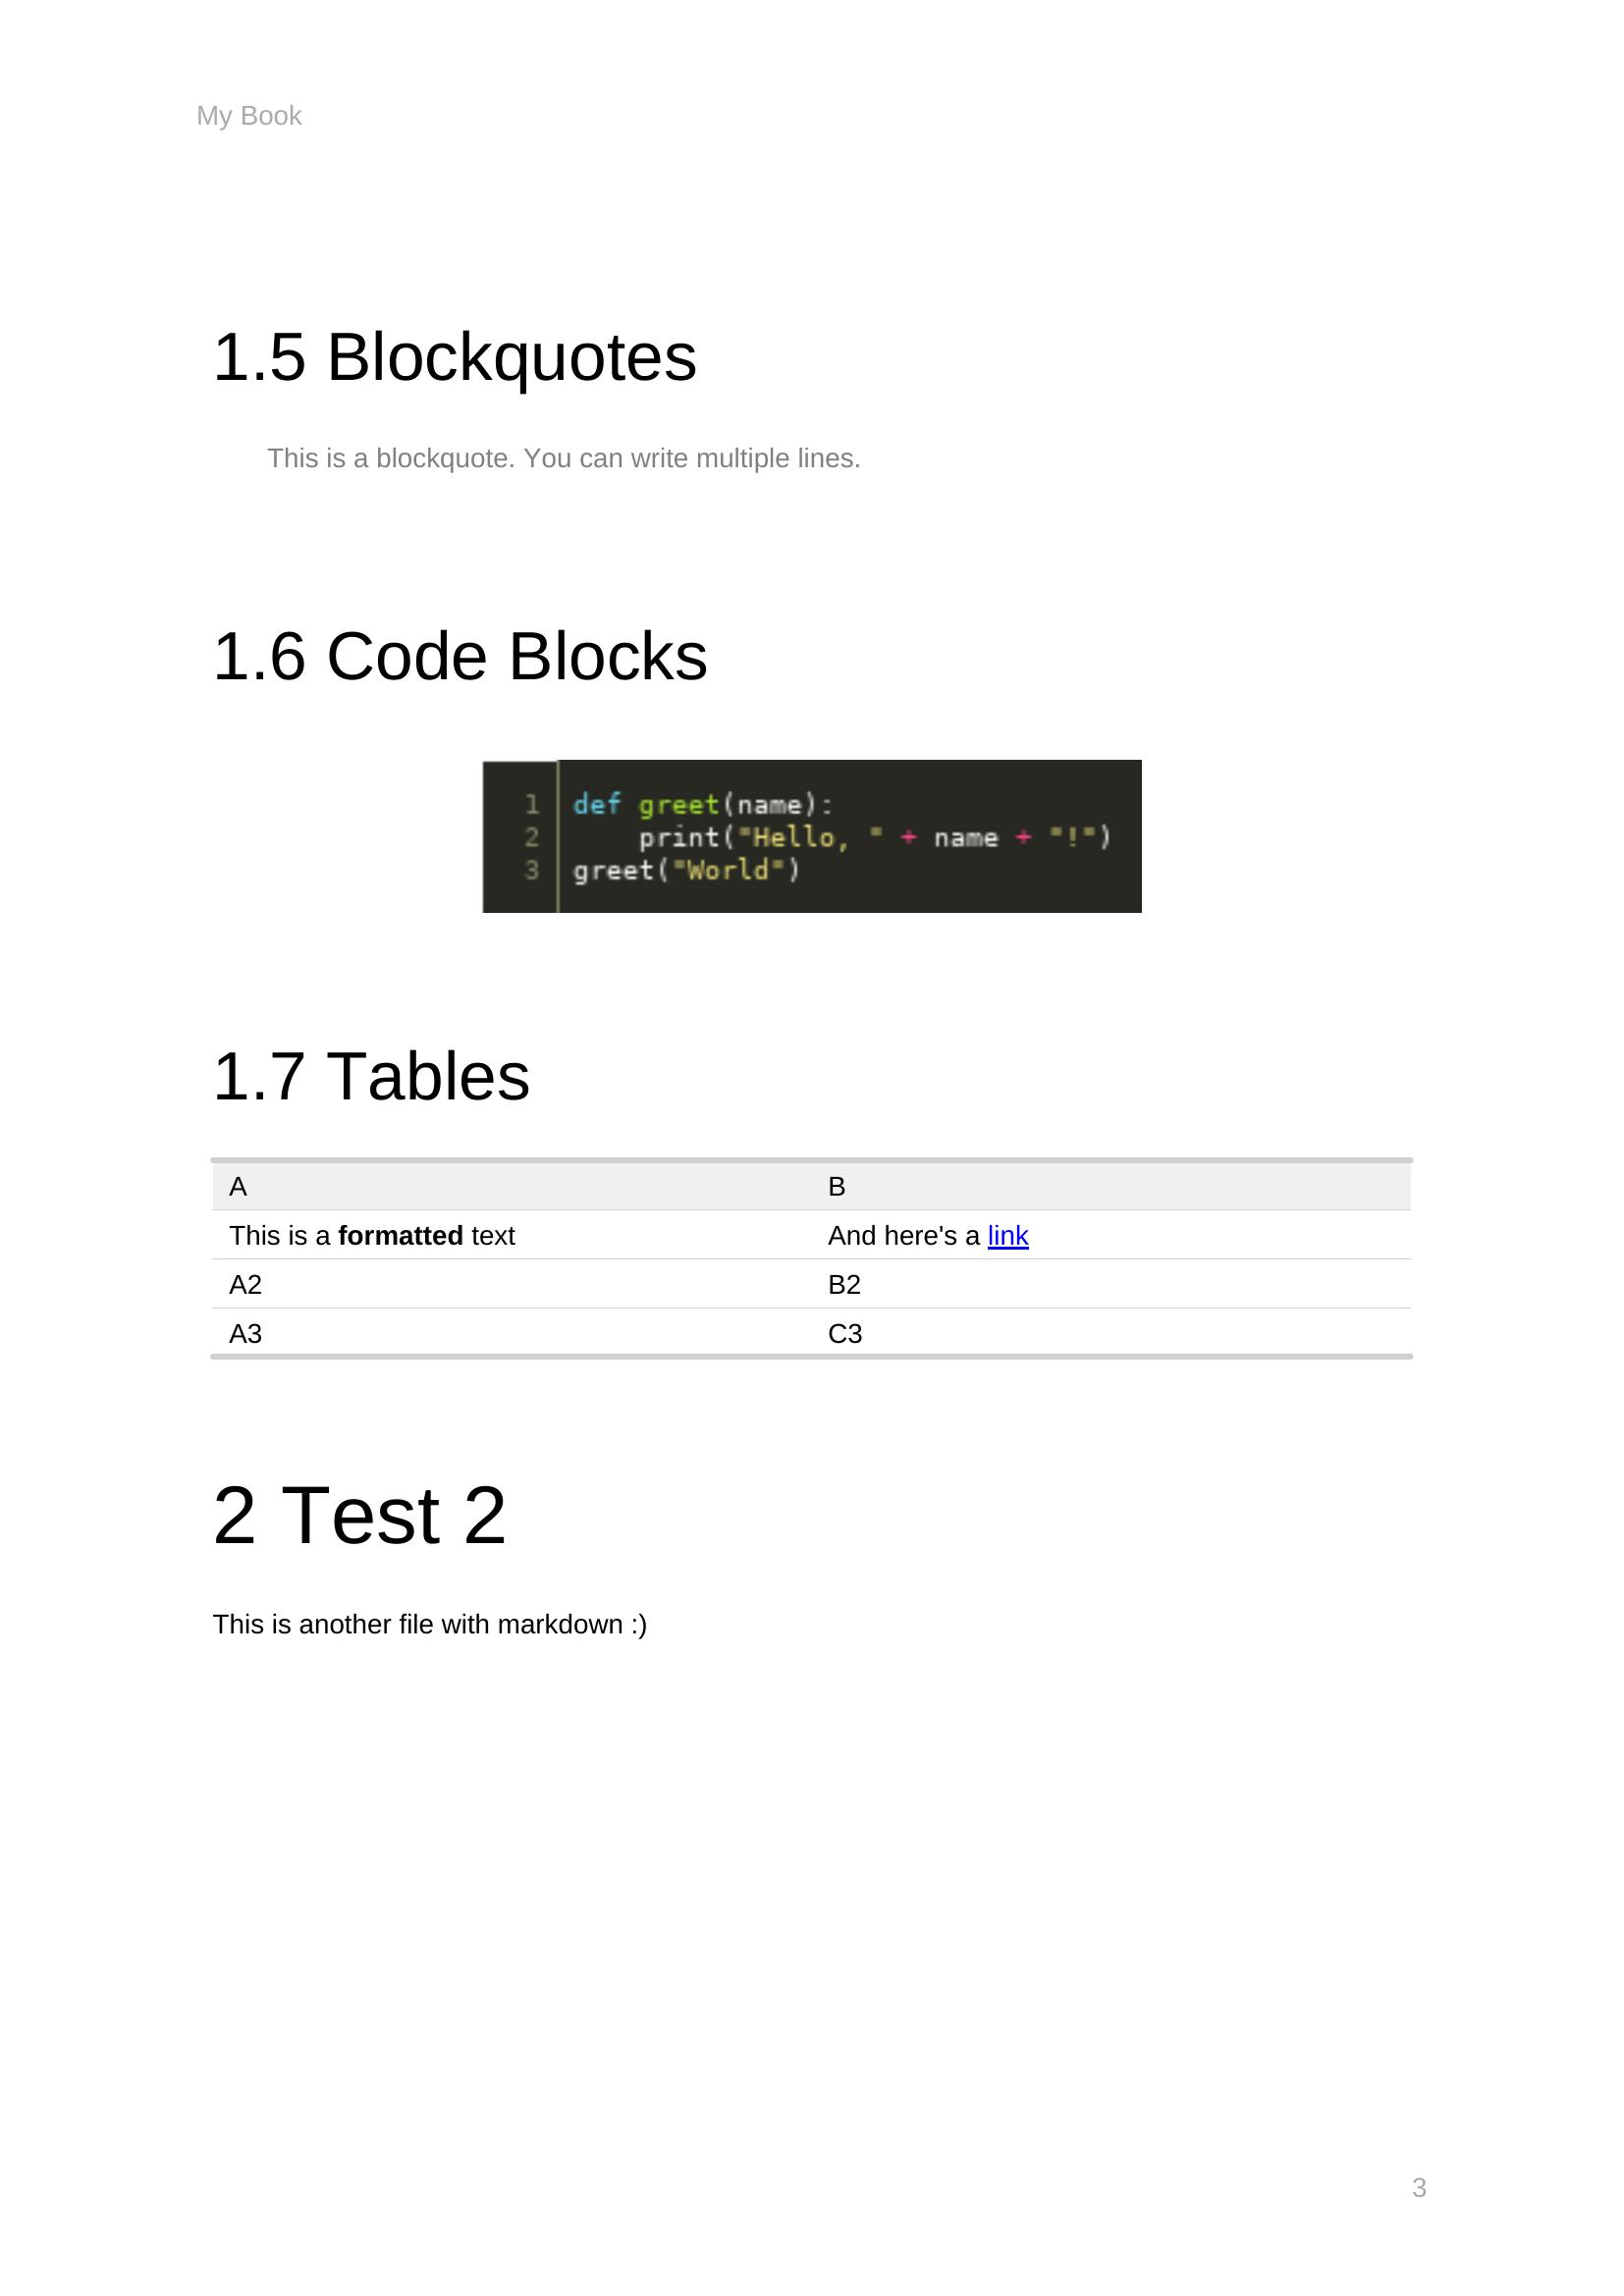 My Book
1.5 Blockquotes
This is a blockquote. You can write multiple lines.
1.6 Code Blocks
1 def greet(name):
2     print("Hello, " + name + "!")
3 greet("World")
1.7 Tables
A B
This is a formatted text And here's a link
A2 B2
A3 C3
2 Test 2
This is another file with markdown :)
3